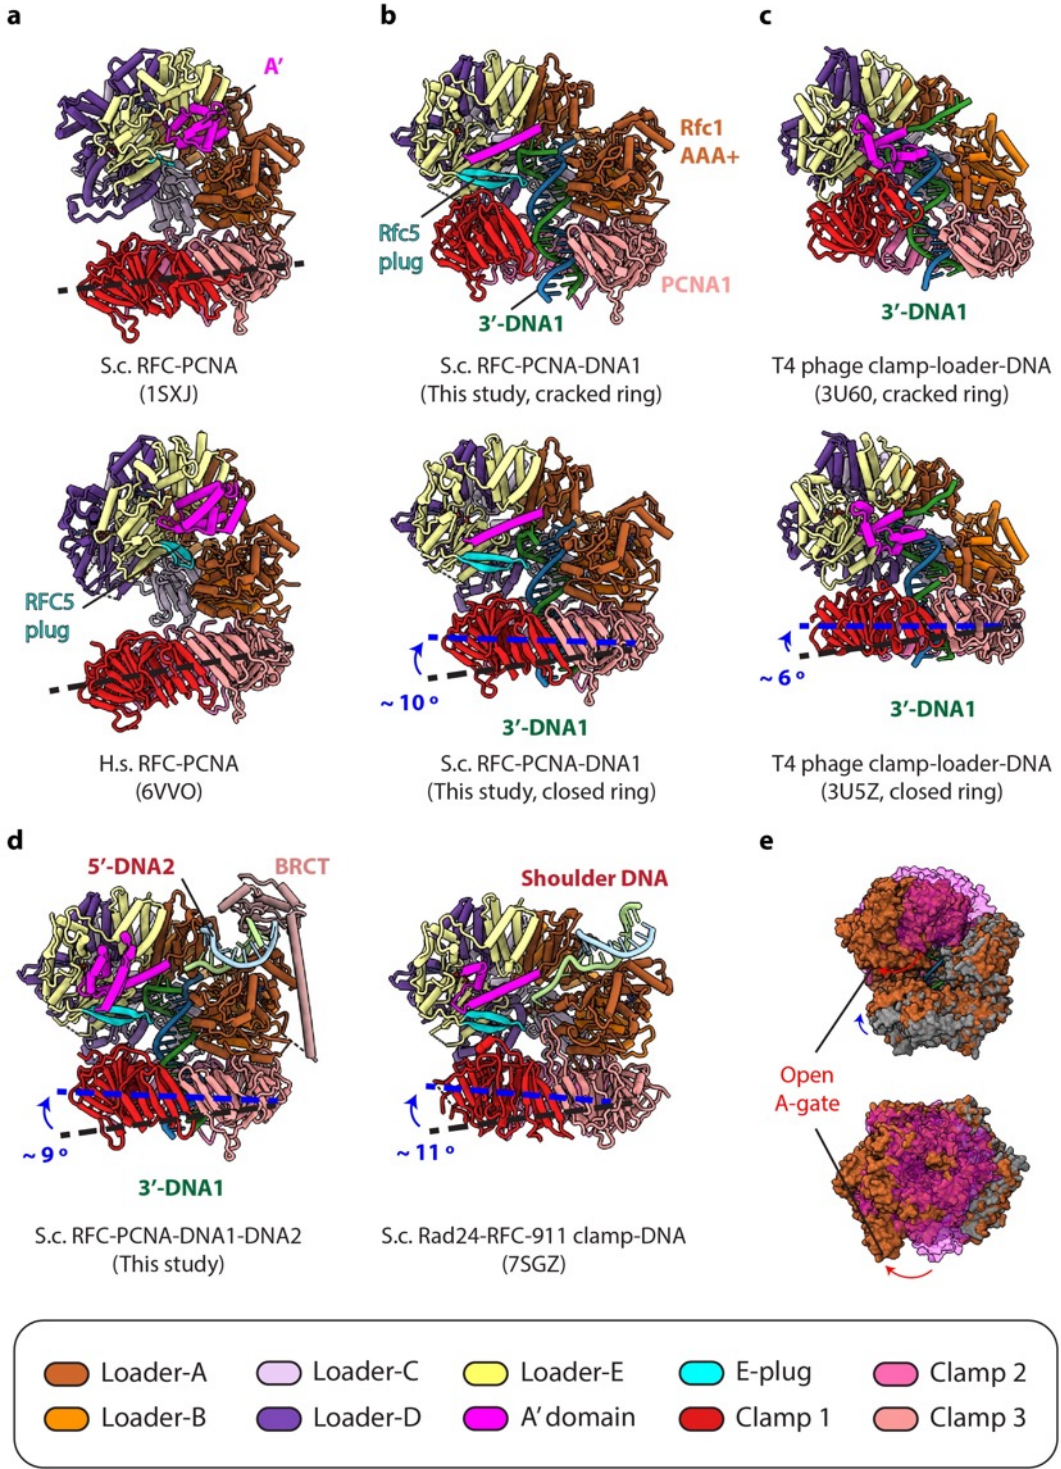 a
A′
S.c. RFC-PCNA
(1SXJ)
RFC5
plug
H.s. RFC-PCNA
(6VVO)
b
Rfc1
AAA+
Rfc5
plug
PCNA1
3′-DNA1
S.c. RFC-PCNA-DNA1
(This study, cracked ring)
~ 10 º
3′-DNA1
S.c. RFC-PCNA-DNA1
(This study, closed ring)
c
3′-DNA1
T4 phage clamp-loader-DNA
(3U60, cracked ring)
~ 6 º
3′-DNA1
T4 phage clamp-loader-DNA
(3U5Z, closed ring)
d
5′-DNA2
BRCT
~ 9 º
3′-DNA1
S.c. RFC-PCNA-DNA1-DNA2
(This study)
Shoulder DNA
~ 11 º
S.c. Rad24-RFC-911 clamp-DNA
(7SGZ)
e
Open
A-gate
Loader-A
Loader-C
Loader-E
E-plug
Clamp 2
Loader-B
Loader-D
A′ domain
Clamp 1
Clamp 3